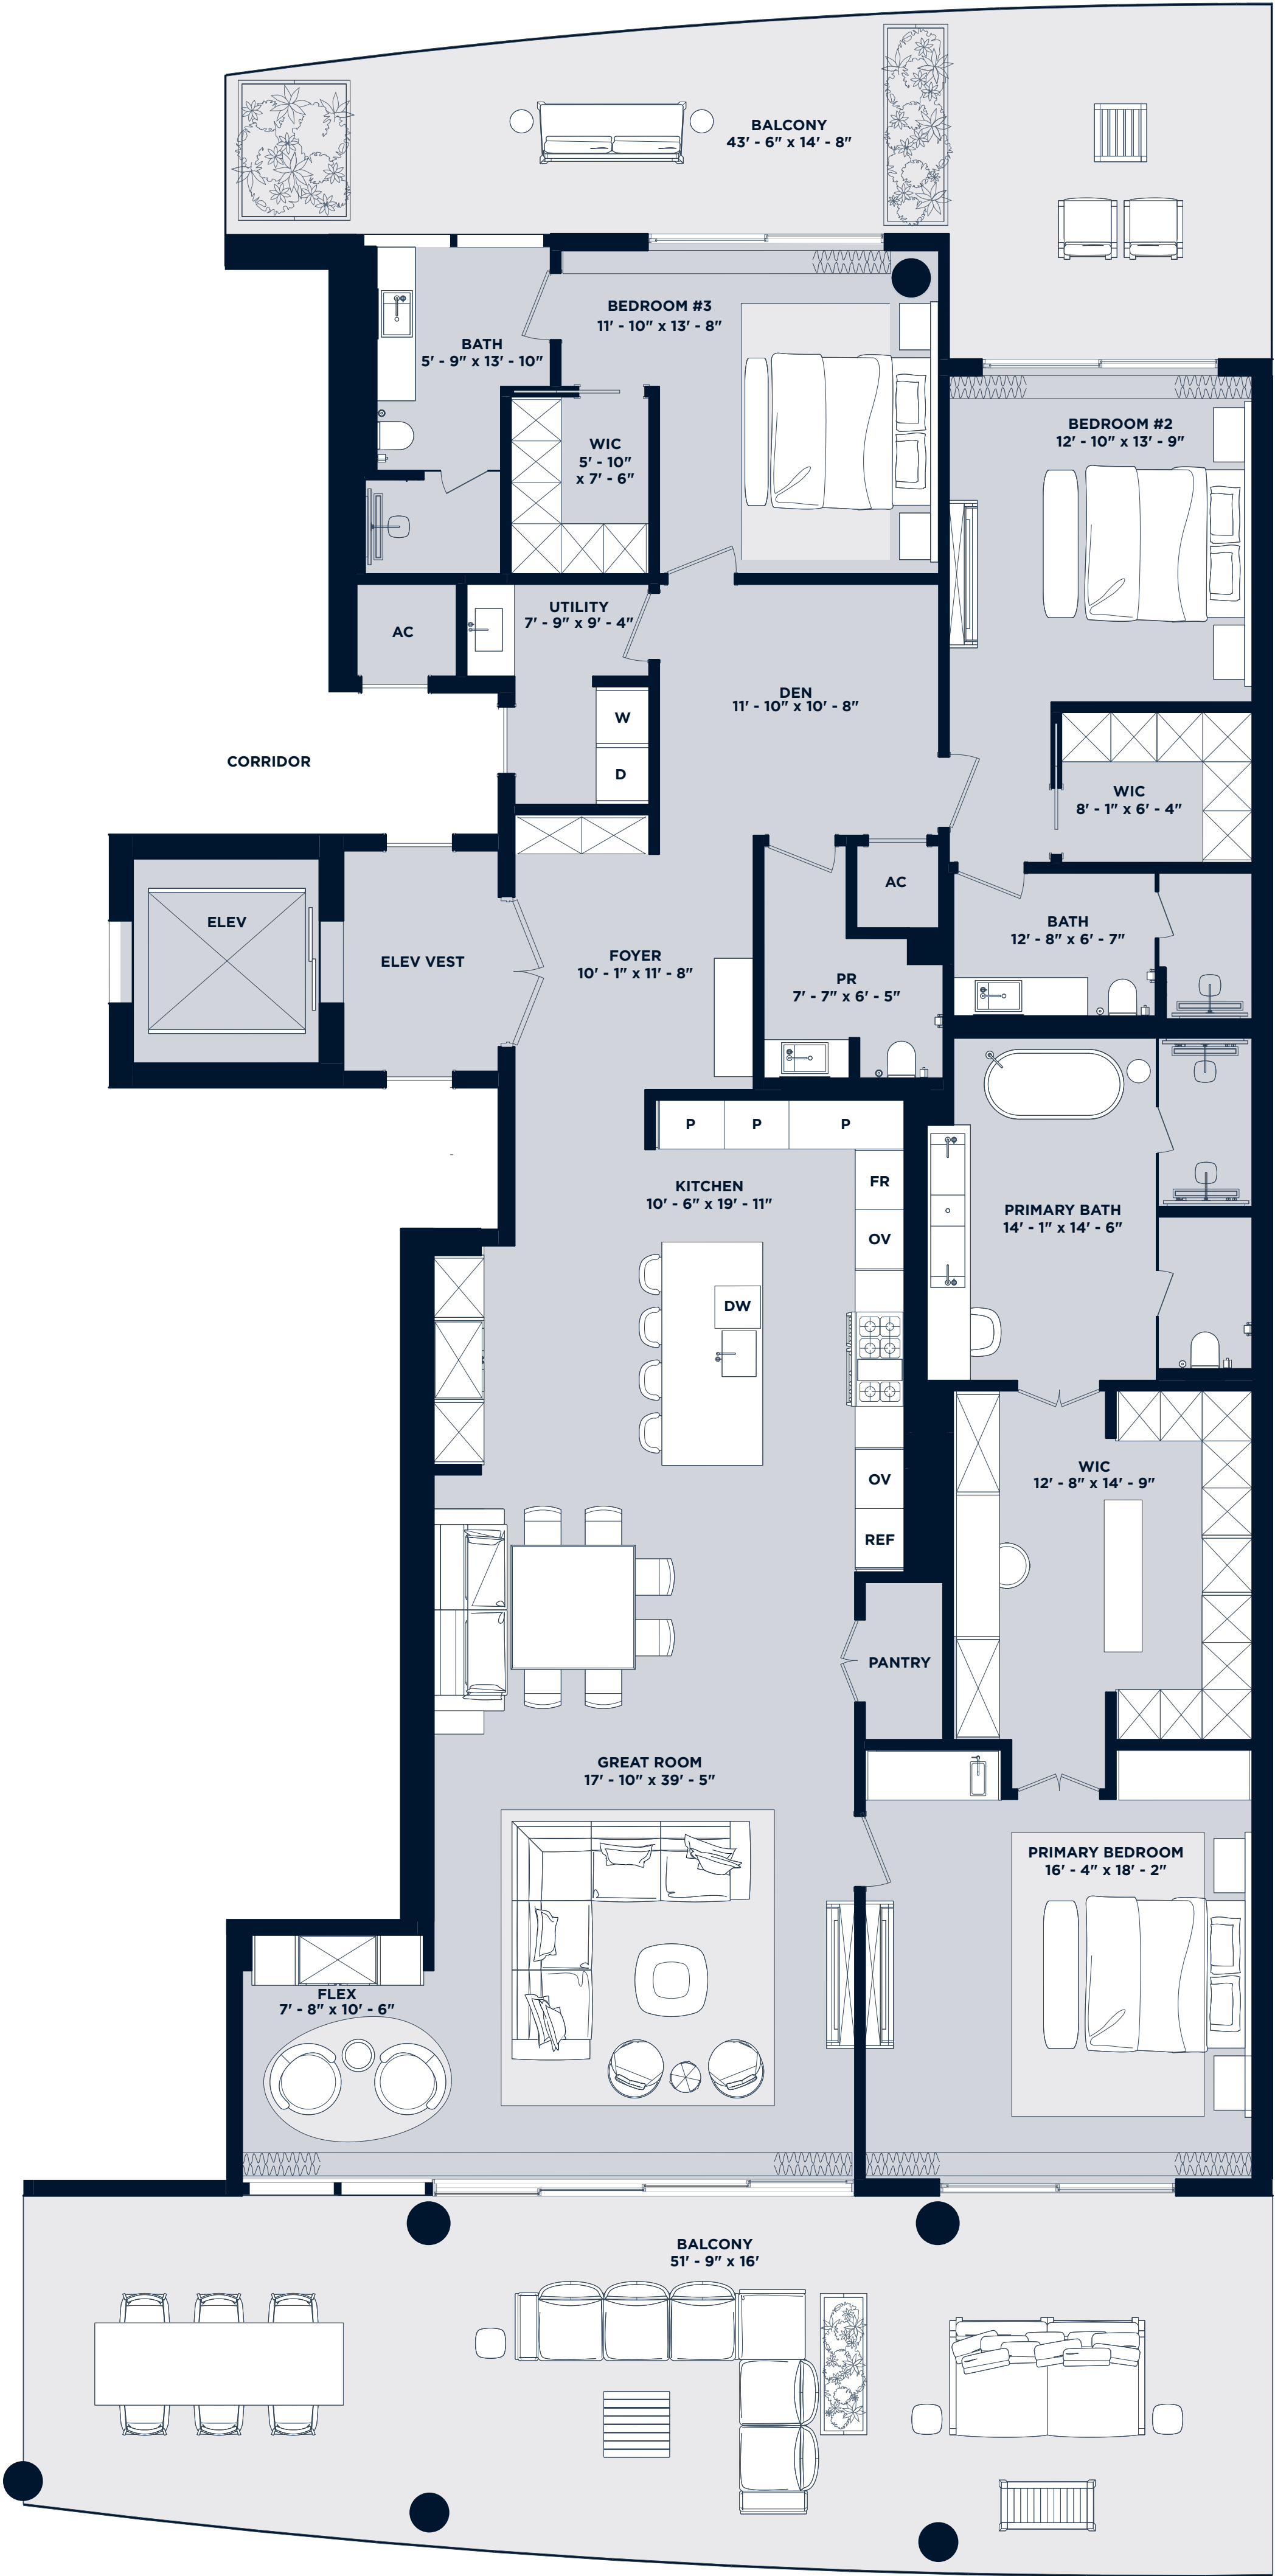 BALCONY
43' - 6" x 14' - 8"
BEDROOM #3
11' - 10" x 13' - 8"
BATH
5' - 9" x 13' - 10"
WIC
5' - 10"
x 7' - 6"
BEDROOM #2
12' - 10" x 13' - 9"
UTILITY
7' - 9" x 9' - 4"
AC
DEN
11' - 10" x 10' - 8"
W
D
CORRIDOR
WIC
8' - 1" x 6' - 4"
AC
ELEV
ELEV VEST
FOYER
10' - 1" x 11' - 8"
BATH
12' - 8" x 6' - 7"
PR
7' - 7" x 6' - 5"
P
P
P
KITCHEN
10' - 6" x 19' - 11"
FR
OV
PRIMARY BATH
14' - 1" x 14' - 6"
DW
WIC
12' - 8" x 14' - 9"
OV
REF
PANTRY
GREAT ROOM
17' - 10" x 39' - 5"
PRIMARY BEDROOM
16' - 4" x 18' - 2"
FLEX
7' - 8" x 10' - 6"
BALCONY
51' - 9" x 16'